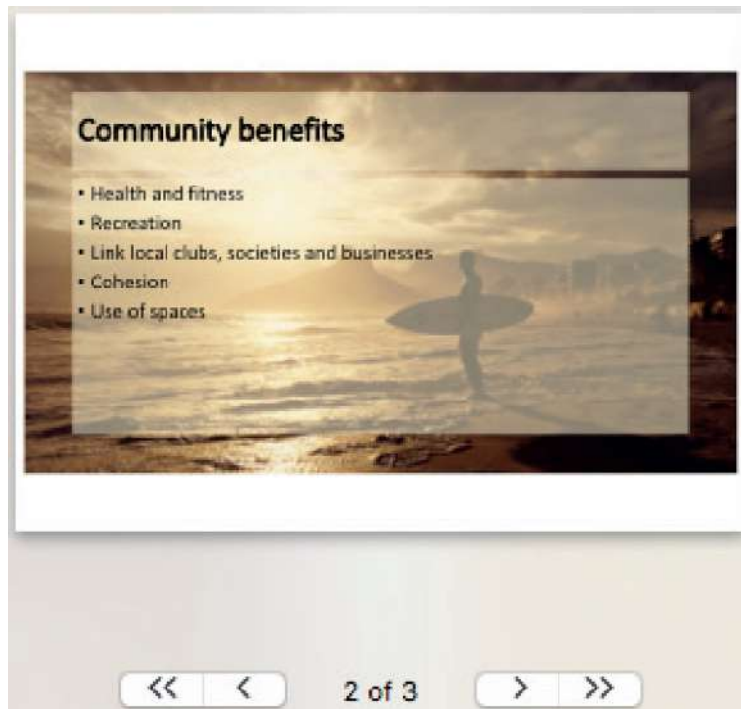 Community benefits
• Health and fitness
• Recreation
• Link local clubs, societies and businesses
• Cohesion
• Use of spaces
<< < 2 of 3 > >>